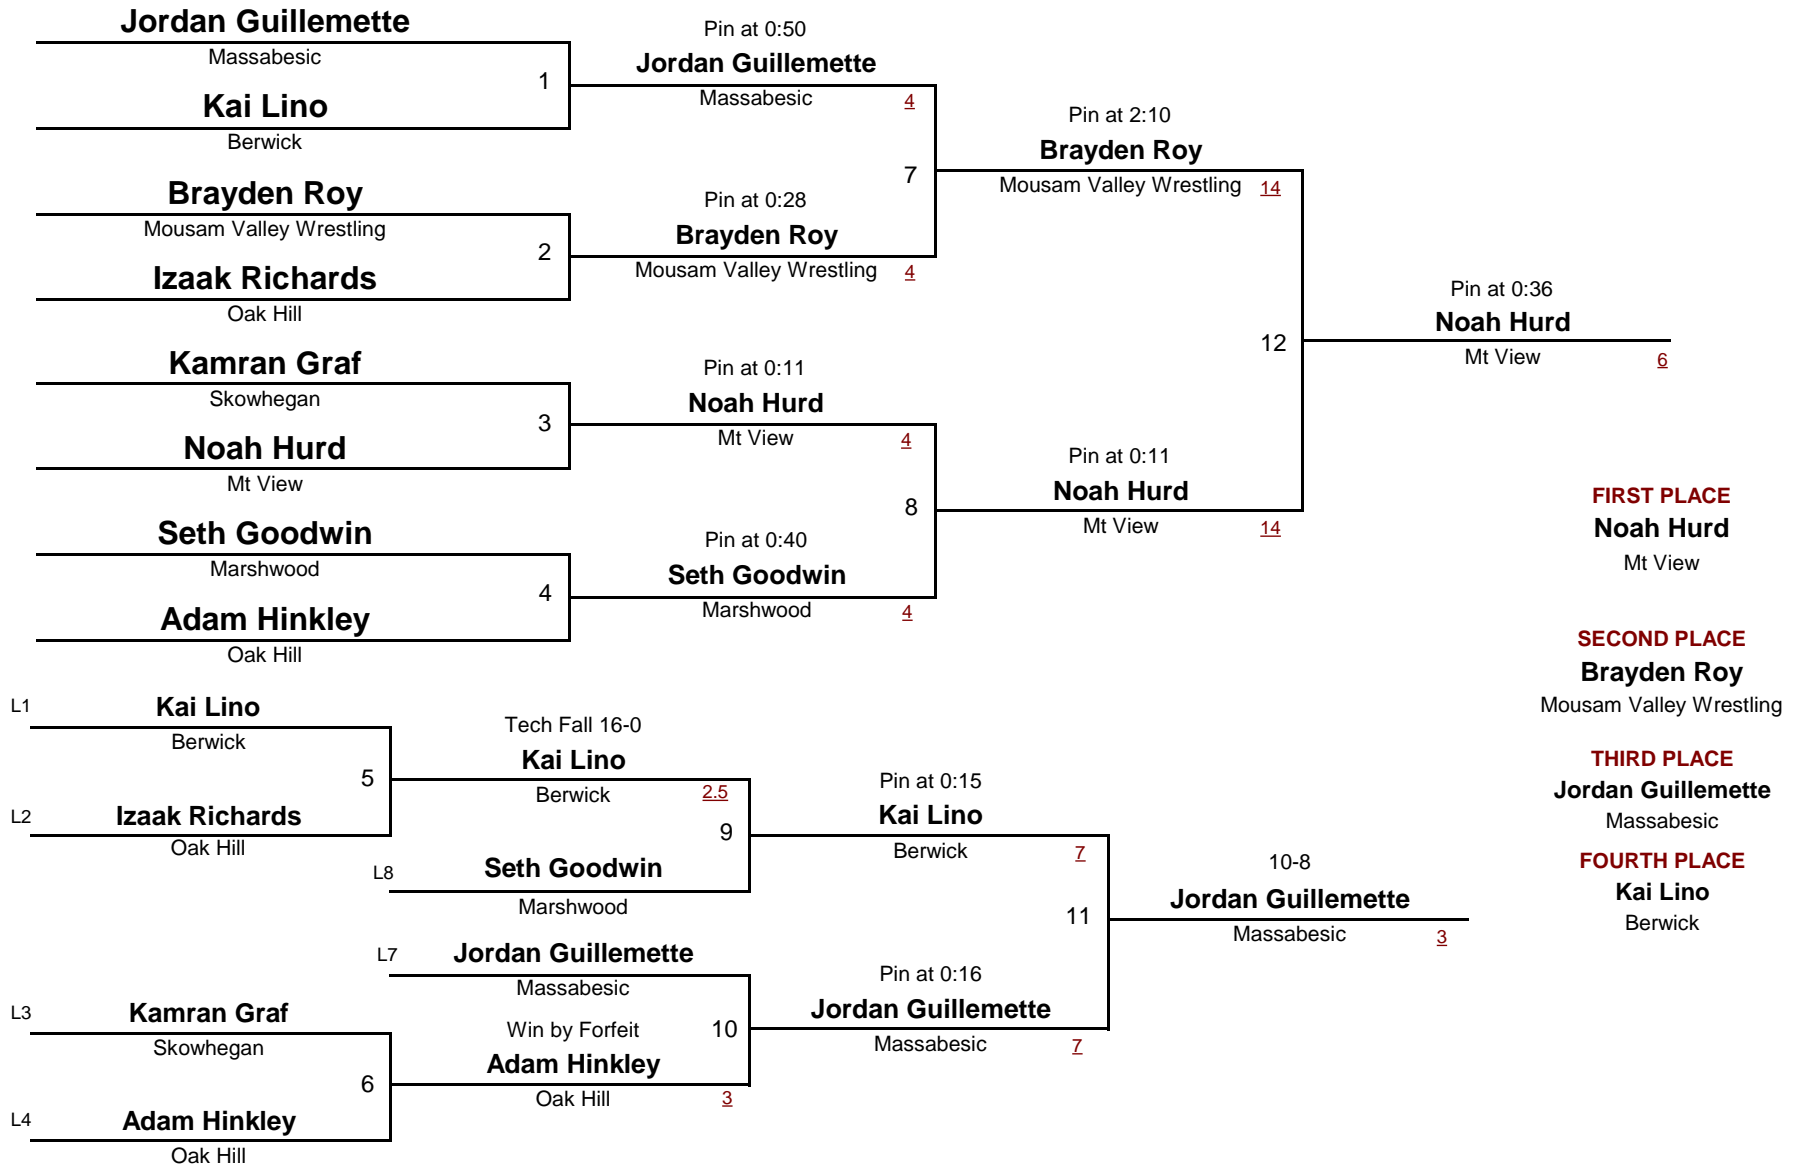 Jordan Guillemette
Massabesic
1
Kai Lino
Berwick
Brayden Roy
Mousam Valley Wrestling
2
Izaak Richards
Oak Hill
Kamran Graf
Skowhegan
3
Noah Hurd
Mt View
Seth Goodwin
Marshwood
4
Adam Hinkley
Oak Hill
Pin at 0:50
Jordan Guillemette
Massabesic 4
7
Pin at 0:28
Brayden Roy
Mousam Valley Wrestling 4
Pin at 0:11
Noah Hurd
Mt View 4
8
Pin at 0:40
Seth Goodwin
Marshwood 4
Pin at 2:10
Brayden Roy
Mousam Valley Wrestling 14
12
Pin at 0:11
Noah Hurd
Mt View 14
Pin at 0:36
Noah Hurd
Mt View 6
FIRST PLACE
Noah Hurd
Mt View
SECOND PLACE
Brayden Roy
Mousam Valley Wrestling
THIRD PLACE
Jordan Guillemette
Massabesic
FOURTH PLACE
Kai Lino
Berwick
L1 Kai Lino
Berwick
5
L2 Izaak Richards
Oak Hill
Tech Fall 16-0
Kai Lino
Berwick 2.5
9
L8 Seth Goodwin
Marshwood
L7 Jordan Guillemette
Massabesic
Win by Forfeit 10
Adam Hinkley
Oak Hill 3
L3 Kamran Graf
Skowhegan
6
L4 Adam Hinkley
Oak Hill
Pin at 0:15
Kai Lino
Berwick 7
11
Pin at 0:16
Jordan Guillemette
Massabesic 7
10-8
Jordan Guillemette
Massabesic 3